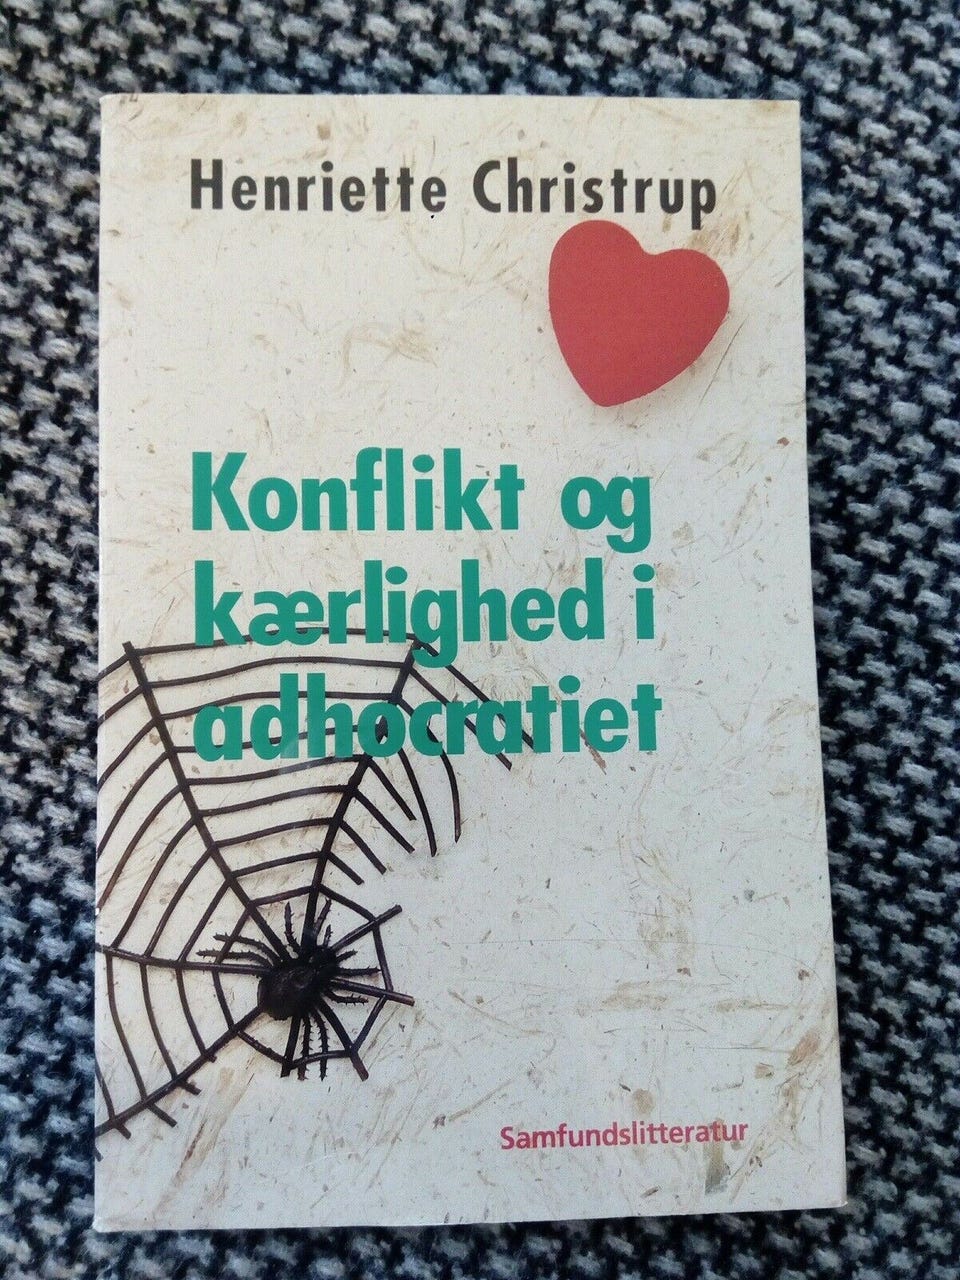 Henriette Christrup
Konflikt og
kærlighed i
adhocratiet
Samfundslitteratur